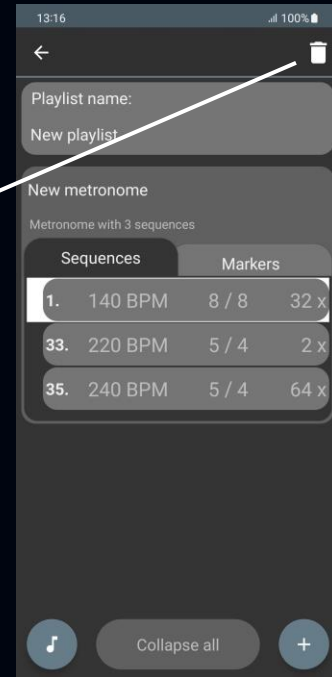 13:16 100%
Playlist name:
New playlist
New metronome
Metronome with 3 sequences
Sequences Markers
1. 140 BPM 8 / 8 32 x
33. 220 BPM 5 / 4 2 x
35. 240 BPM 5 / 4 64 x
Collapse all +